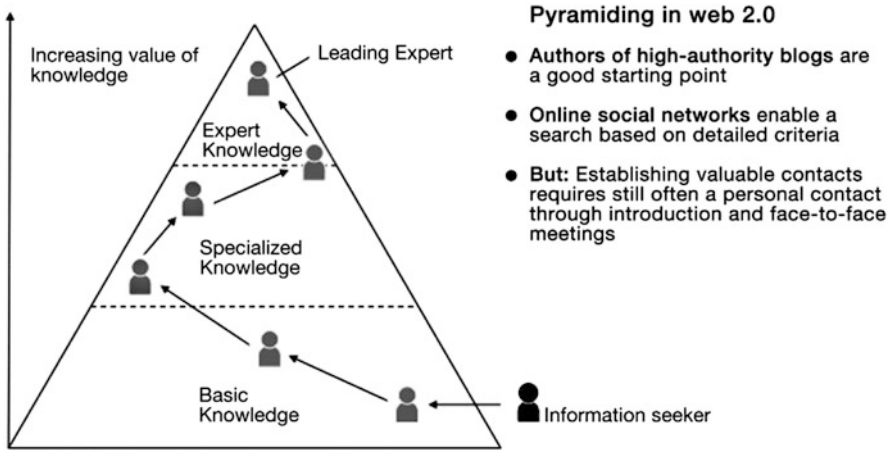 Increasing value of
knowledge
Leading Expert
Expert
Knowledge
Specialized
Knowledge
Basic
Knowledge
Information seeker
Pyramiding in web 2.0
● Authors of high-authority blogs are
a good starting point
● Online social networks enable a
search based on detailed criteria
● But: Establishing valuable contacts
requires still often a personal contact
through introduction and face-to-face
meetings